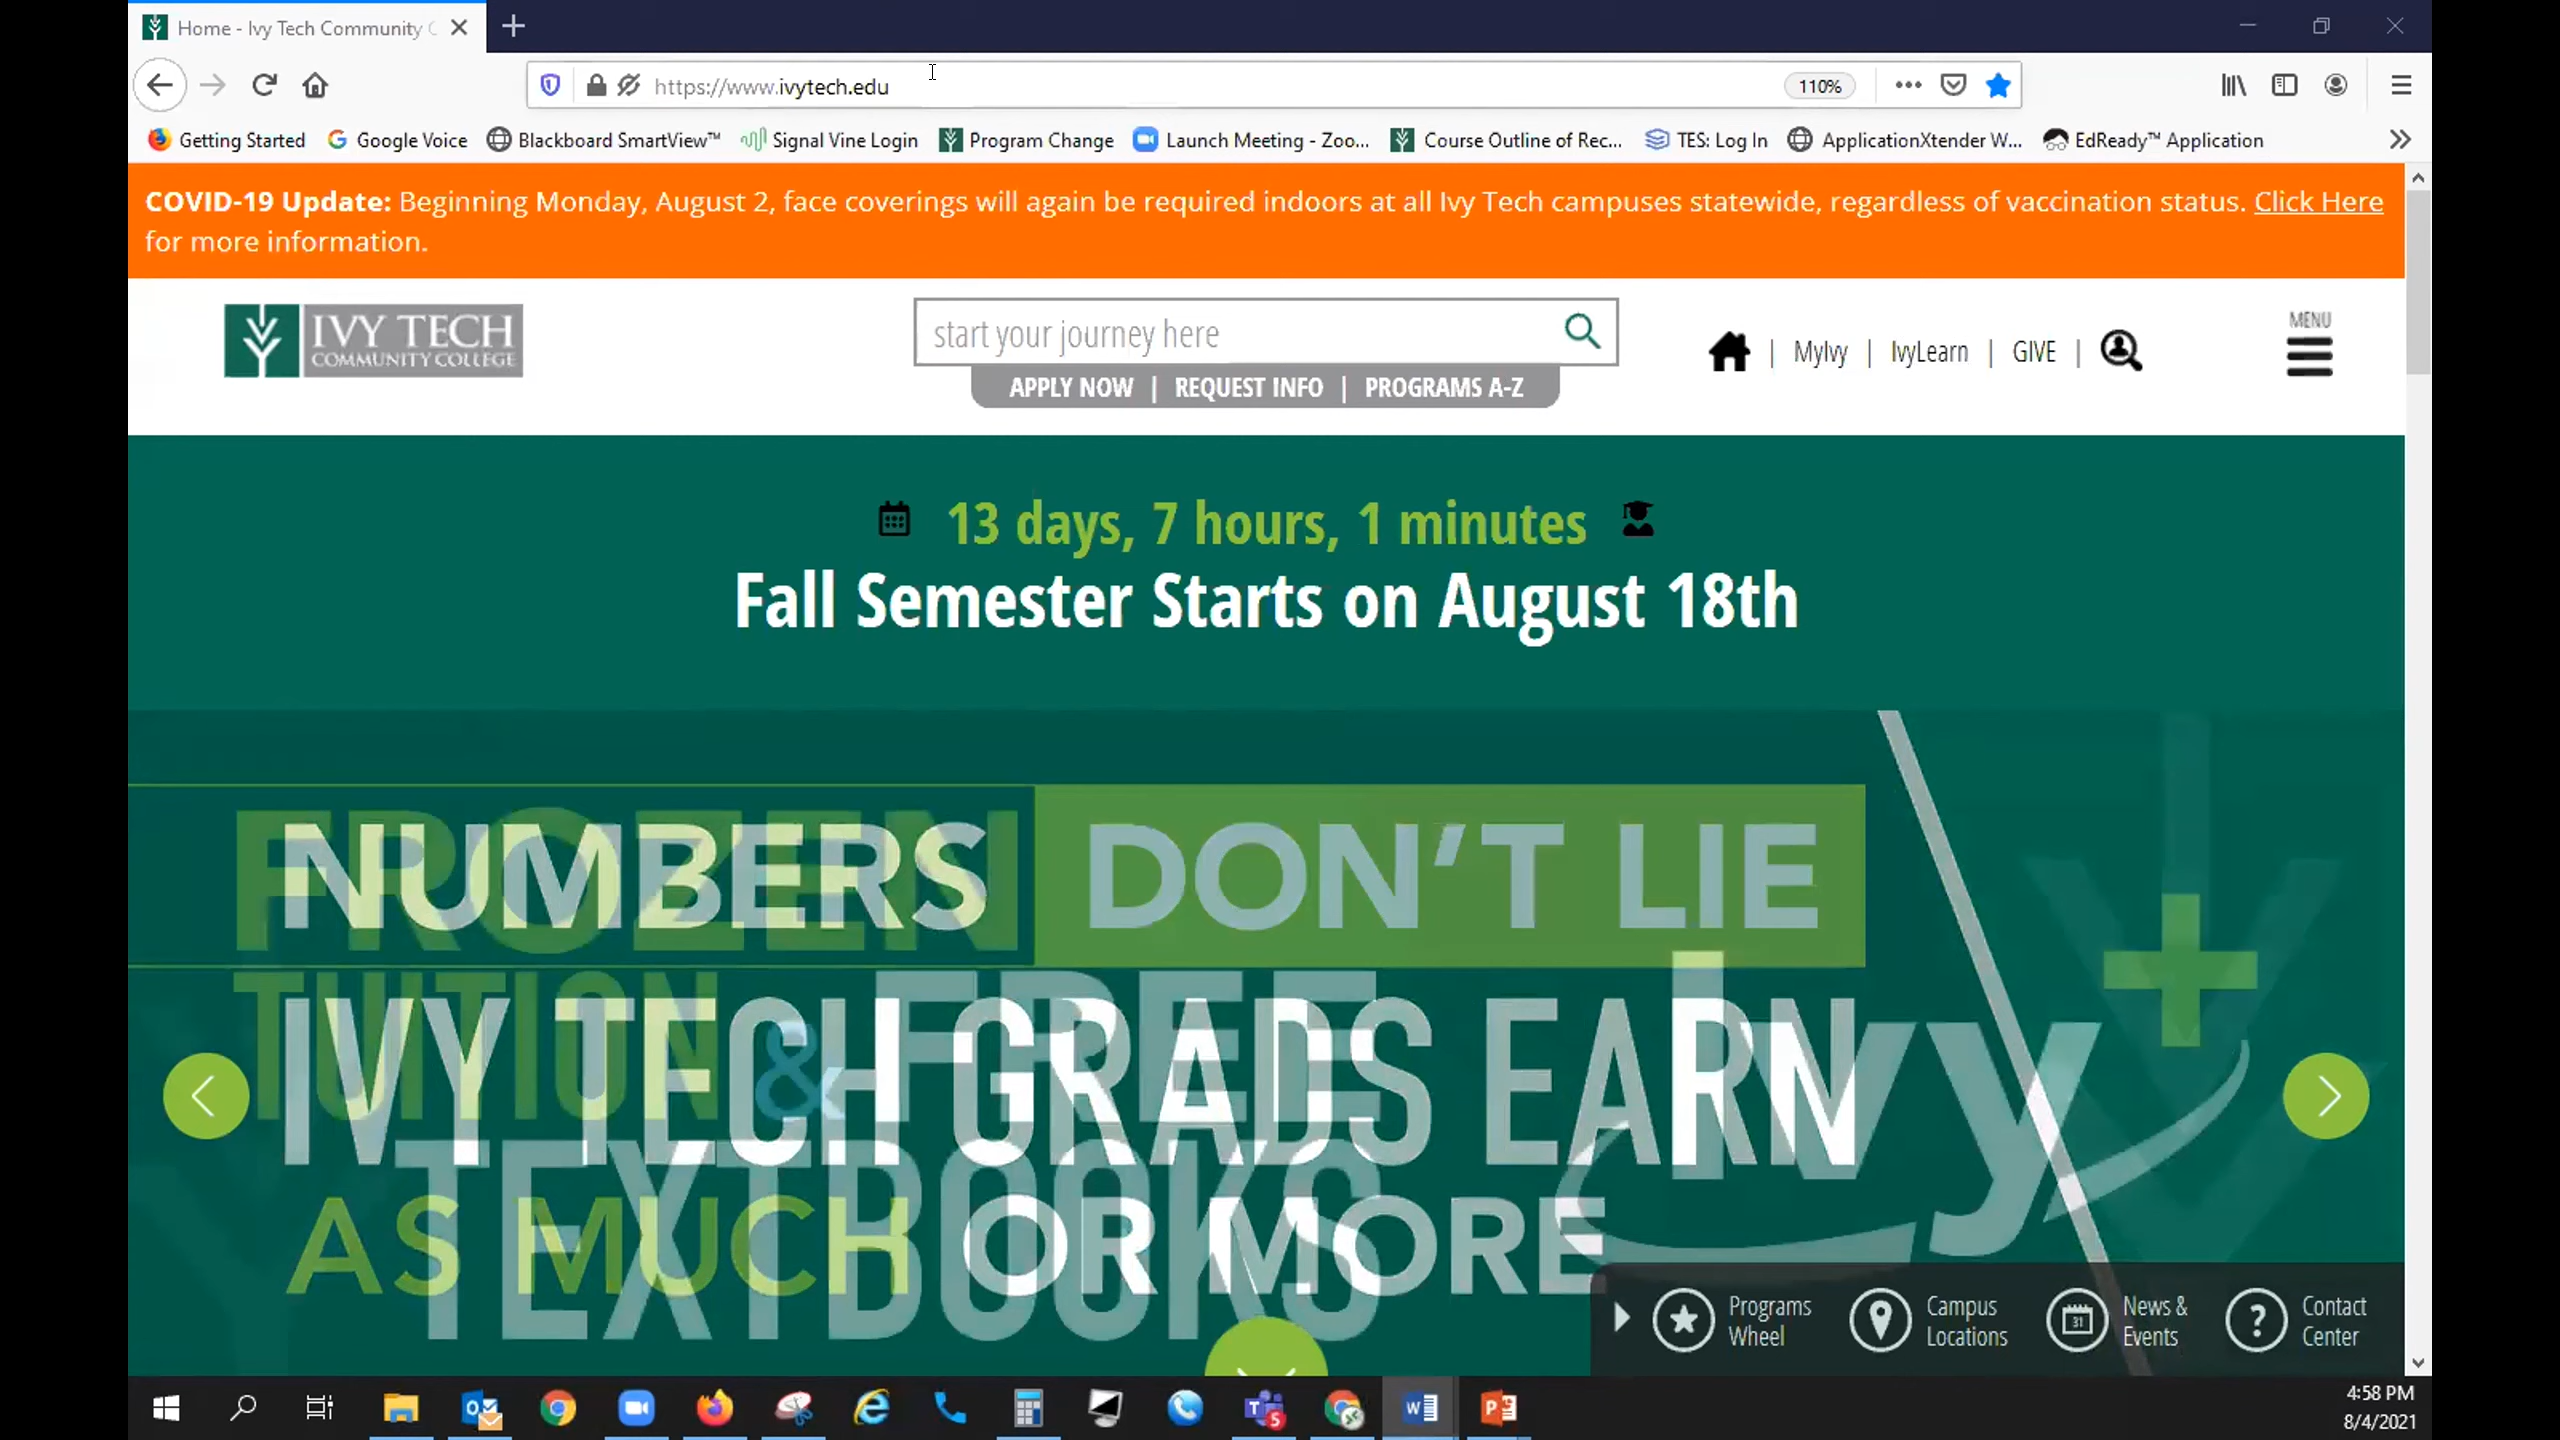 Home - Ivy Tech Community C
https://www.ivytech.edu
110%
Getting Started Google Voice Blackboard SmartView™ Signal Vine Login Program Change Launch Meeting - Zoo... Course Outline of Rec... TES: Log In ApplicationXtender W... EdReady™ Application
COVID-19 Update: Beginning Monday, August 2, face coverings will again be required indoors at all Ivy Tech campuses statewide, regardless of vaccination status. Click Here
for more information.
IVY TECH
COMMUNITY COLLEGE
start your journey here
APPLY NOW | REQUEST INFO | PROGRAMS A-Z
MyIvy | IvyLearn | GIVE |
MENU
13 days, 7 hours, 1 minutes
Fall Semester Starts on August 18th
NUMBERS DON'T LIE
IVY TECH GRADS EARN
AS MUCH OR MORE
FROZEN
TUITION & FREE
TEXTBOOKS
Ivy+
Programs
Wheel
Campus
Locations
News &
Events
Contact
Center
4:58 PM
8/4/2021